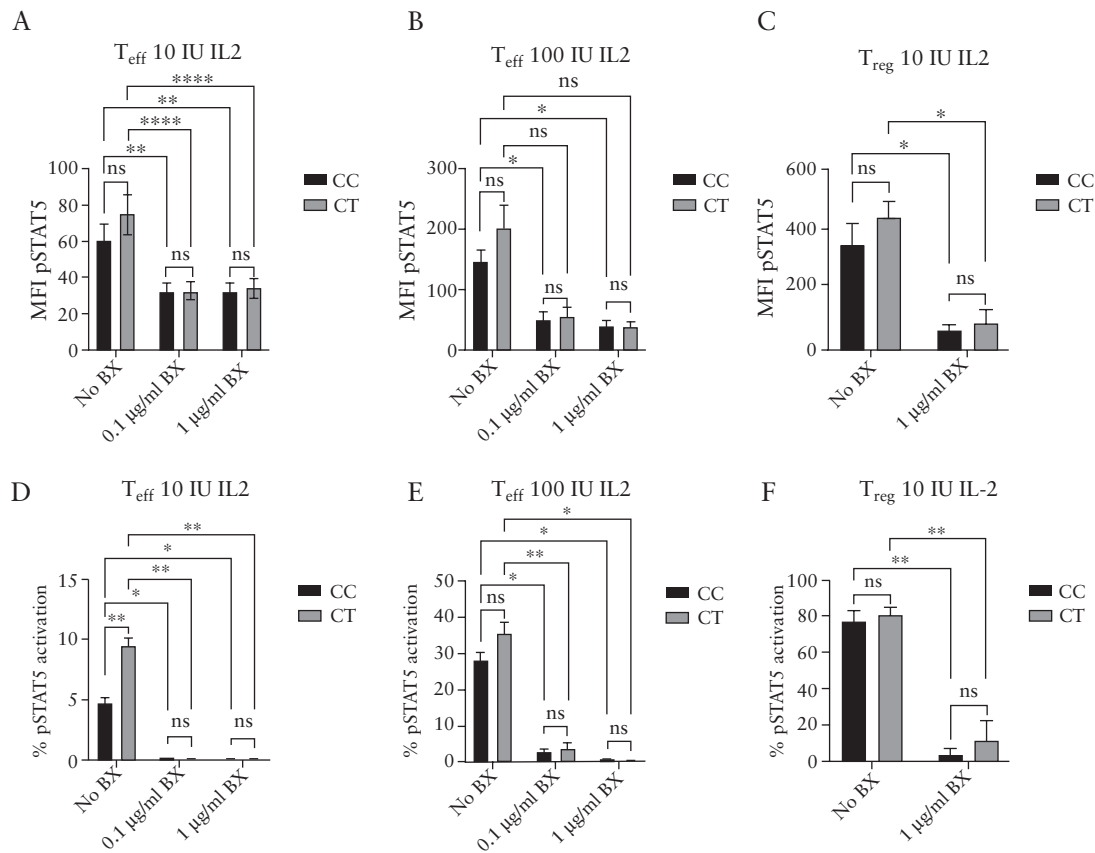 A
T_eff 10 IU IL2
****
**
****
**
ns
100
80
60
40
20
0
MFI pSTAT5
ns
ns
CC
CT
No BX
0.1 µg/ml BX
1 µg/ml BX
B
T_eff 100 IU IL2
ns
*
ns
*
ns
300
200
100
0
MFI pSTAT5
ns
ns
CC
CT
No BX
0.1 µg/ml BX
1 µg/ml BX
C
T_reg 10 IU IL2
*
*
ns
600
400
200
0
MFI pSTAT5
ns
CC
CT
No BX
1 µg/ml BX
D
T_eff 10 IU IL2
**
*
**
*
**
15
10
5
0
% pSTAT5 activation
ns
ns
CC
CT
No BX
0.1 µg/ml BX
1 µg/ml BX
E
T_eff 100 IU IL2
*
*
**
*
ns
50
40
30
20
10
0
% pSTAT5 activation
ns
ns
CC
CT
No BX
0.1 µg/ml BX
1 µg/ml BX
F
T_reg 10 IU IL-2
**
**
ns
100
80
60
40
20
0
% pSTAT5 activation
ns
CC
CT
No BX
1 µg/ml BX